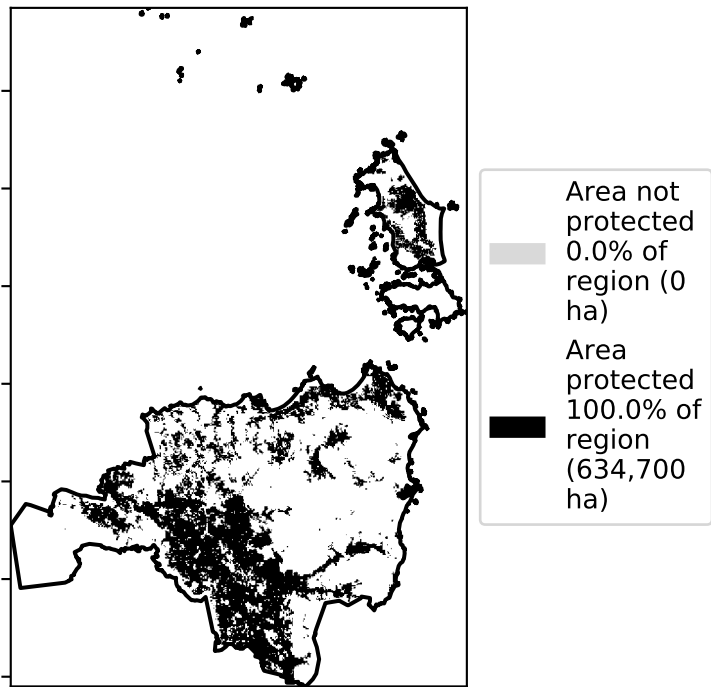 Area not
protected
0.0% of
region (0
ha)
Area
protected
100.0% of
region
(634,700
ha)